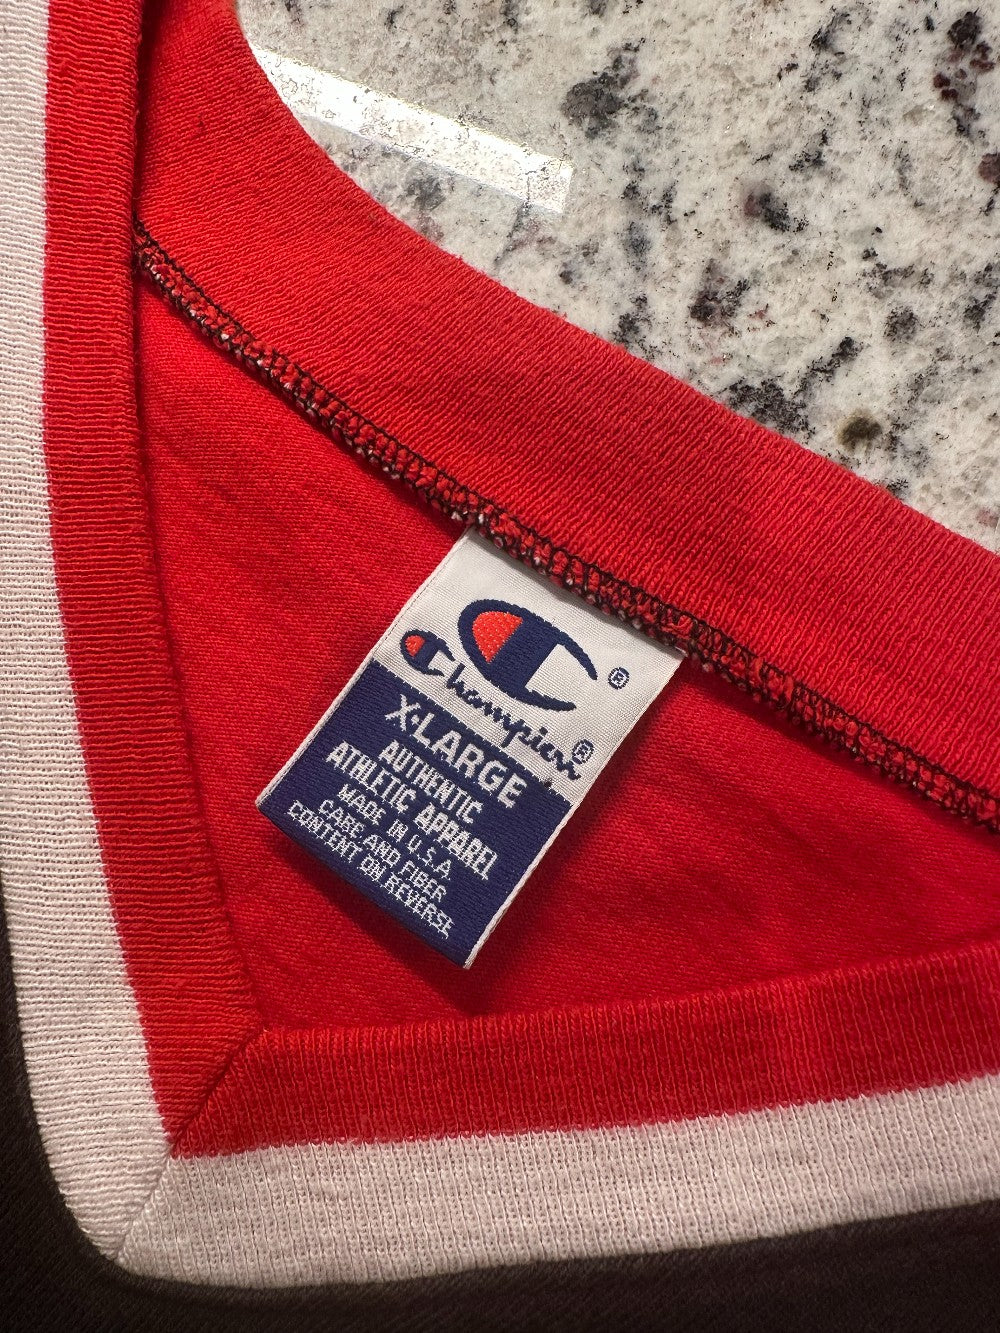 ®
Champion®
X-LARGE
AUTHENTIC
ATHLETIC APPAREL
MADE IN U.S.A.
CARE AND FIBER
CONTENT ON REVERSE